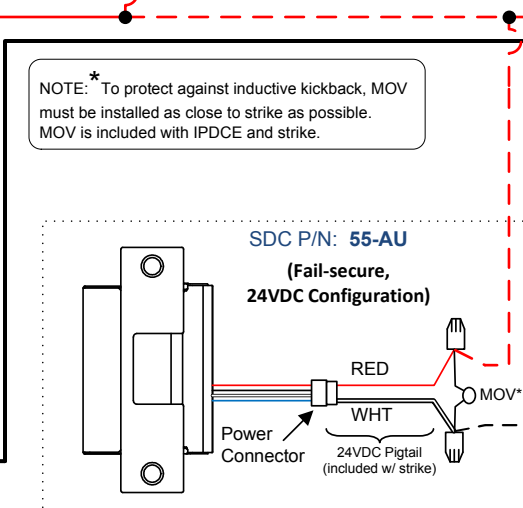 NOTE:*To protect against inductive kickback, MOV
must be installed as close to strike as possible.
MOV is included with IPDCE and strike.
SDC P/N: 55-AU
(Fail-secure,
24VDC Configuration)
RED
MOV*
WHT
Power
Connector
24VDC Pigtail
(included w/ strike)